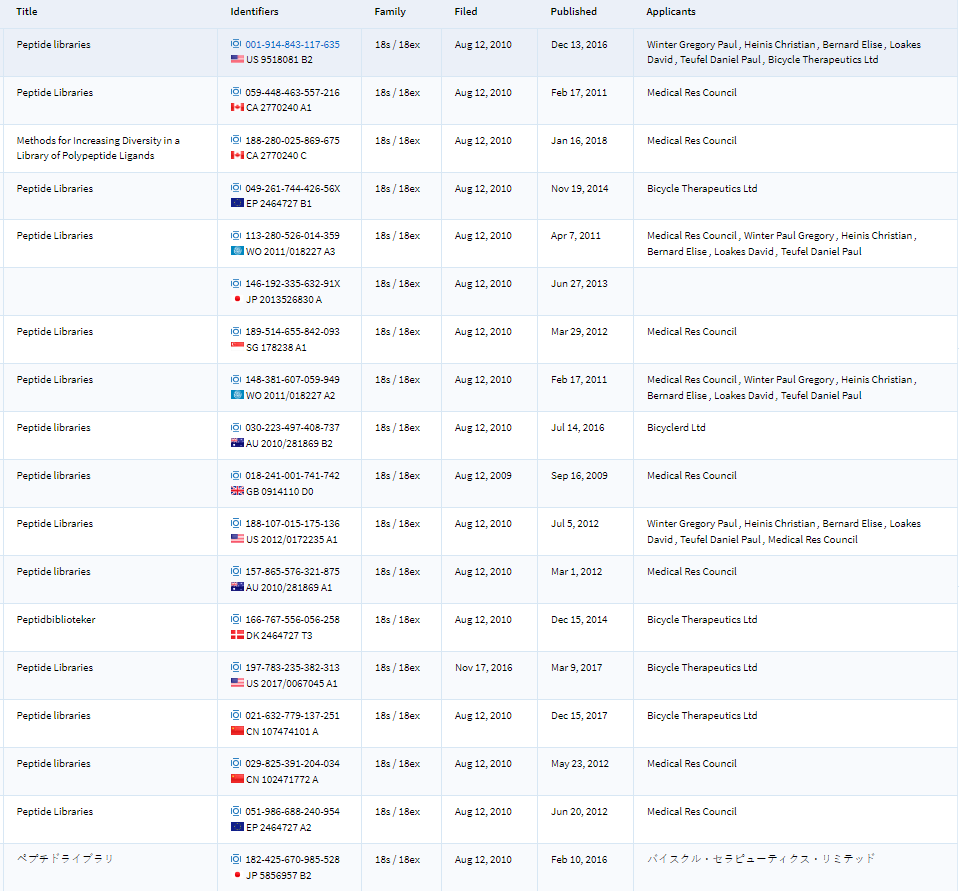 Title Identifiers Family Filed Published Applicants
Peptide libraries 001-914-843-117-635 18s / 18ex Aug 12, 2010 Dec 13, 2016 Winter Gregory Paul , Heinis Christian , Bernard Elise , Loakes
US 9518081 B2 David , Teufel Daniel Paul , Bicycle Therapeutics Ltd
Peptide Libraries 059-448-463-557-216 18s / 18ex Aug 12, 2010 Feb 17, 2011 Medical Res Council
CA 2770240 A1
Methods for Increasing Diversity in a 188-280-025-869-675 18s / 18ex Aug 12, 2010 Jan 16, 2018 Medical Res Council
Library of Polypeptide Ligands CA 2770240 C
Peptide Libraries 049-261-744-426-56X 18s / 18ex Aug 12, 2010 Nov 19, 2014 Bicycle Therapeutics Ltd
EP 2464727 B1
Peptide Libraries 113-280-526-014-359 18s / 18ex Aug 12, 2010 Apr 7, 2011 Medical Res Council , Winter Paul Gregory , Heinis Christian ,
WO 2011/018227 A3 Bernard Elise , Loakes David , Teufel Daniel Paul
146-192-335-632-91X 18s / 18ex Aug 12, 2010 Jun 27, 2013
JP 2013526830 A
Peptide Libraries 189-514-655-842-093 18s / 18ex Aug 12, 2010 Mar 29, 2012 Medical Res Council
SG 178238 A1
Peptide Libraries 148-381-607-059-949 18s / 18ex Aug 12, 2010 Feb 17, 2011 Medical Res Council , Winter Paul Gregory , Heinis Christian ,
WO 2011/018227 A2 Bernard Elise , Loakes David , Teufel Daniel Paul
Peptide libraries 030-223-497-408-737 18s / 18ex Aug 12, 2010 Jul 14, 2016 Bicyclerd Ltd
AU 2010/281869 B2
Peptide libraries 018-241-001-741-742 18s / 18ex Aug 12, 2009 Sep 16, 2009 Medical Res Council
GB 0914110 D0
Peptide Libraries 188-107-015-175-136 18s / 18ex Aug 12, 2010 Jul 5, 2012 Winter Gregory Paul , Heinis Christian , Bernard Elise , Loakes
US 2012/0172235 A1 David , Teufel Daniel Paul , Medical Res Council
Peptide libraries 157-865-576-321-875 18s / 18ex Aug 12, 2010 Mar 1, 2012 Medical Res Council
AU 2010/281869 A1
Peptidbiblioteker 166-767-556-056-258 18s / 18ex Aug 12, 2010 Dec 15, 2014 Bicycle Therapeutics Ltd
DK 2464727 T3
Peptide Libraries 197-783-235-382-313 18s / 18ex Nov 17, 2016 Mar 9, 2017 Bicycle Therapeutics Ltd
US 2017/0067045 A1
Peptide libraries 021-632-779-137-251 18s / 18ex Aug 12, 2010 Dec 15, 2017 Bicycle Therapeutics Ltd
CN 107474101 A
Peptide libraries 029-825-391-204-034 18s / 18ex Aug 12, 2010 May 23, 2012 Medical Res Council
CN 102471772 A
Peptide Libraries 051-986-688-240-954 18s / 18ex Aug 12, 2010 Jun 20, 2012 Medical Res Council
EP 2464727 A2
ペプチドライブラリ 182-425-670-985-528 18s / 18ex Aug 12, 2010 Feb 10, 2016 バイスクル・セラピューティクス・リミテッド
JP 5856957 B2